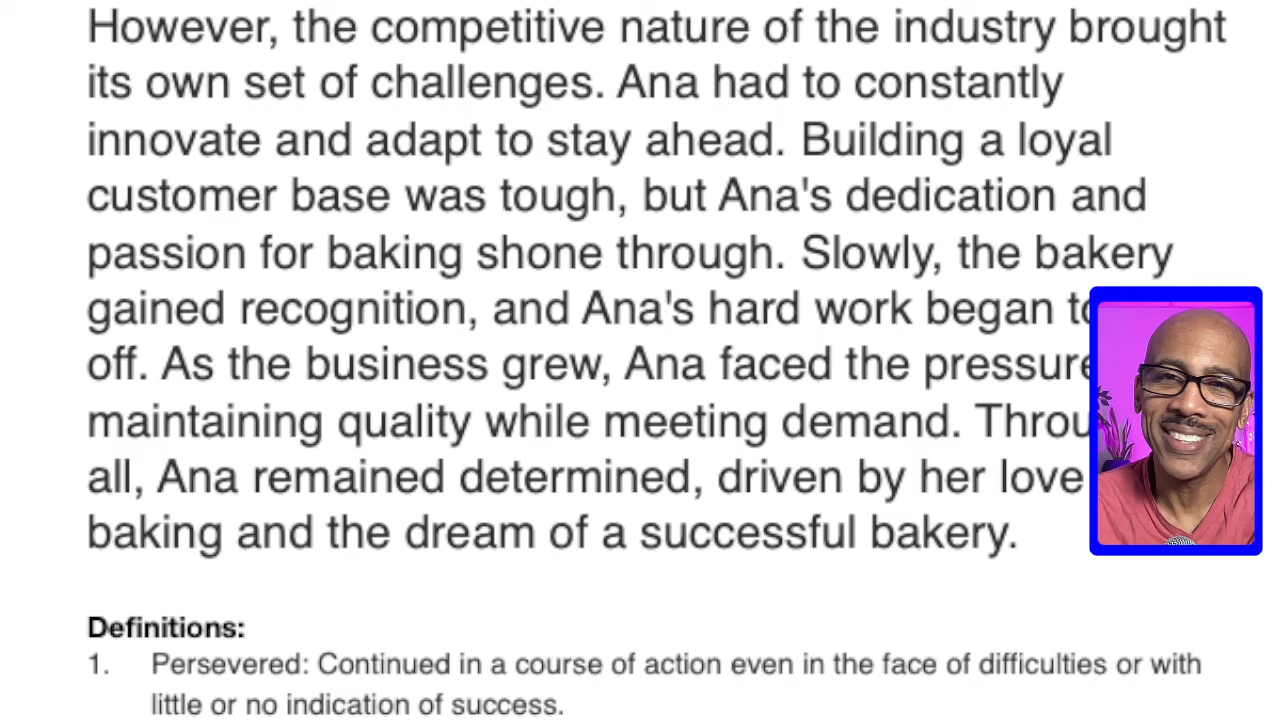 However, the competitive nature of the industry brought
its own set of challenges. Ana had to constantly
innovate and adapt to stay ahead. Building a loyal
customer base was tough, but Ana's dedication and
passion for baking shone through. Slowly, the bakery
gained recognition, and Ana's hard work began
off. As the business grew, Ana faced the pressure
maintaining quality while meeting demand.
all, Ana remained determined, driven by her love
baking and the dream of a successful bakery.
Definitions:
1. Persevered: Continued in a course of action even in the face of difficulties or with
little or no indication of success.